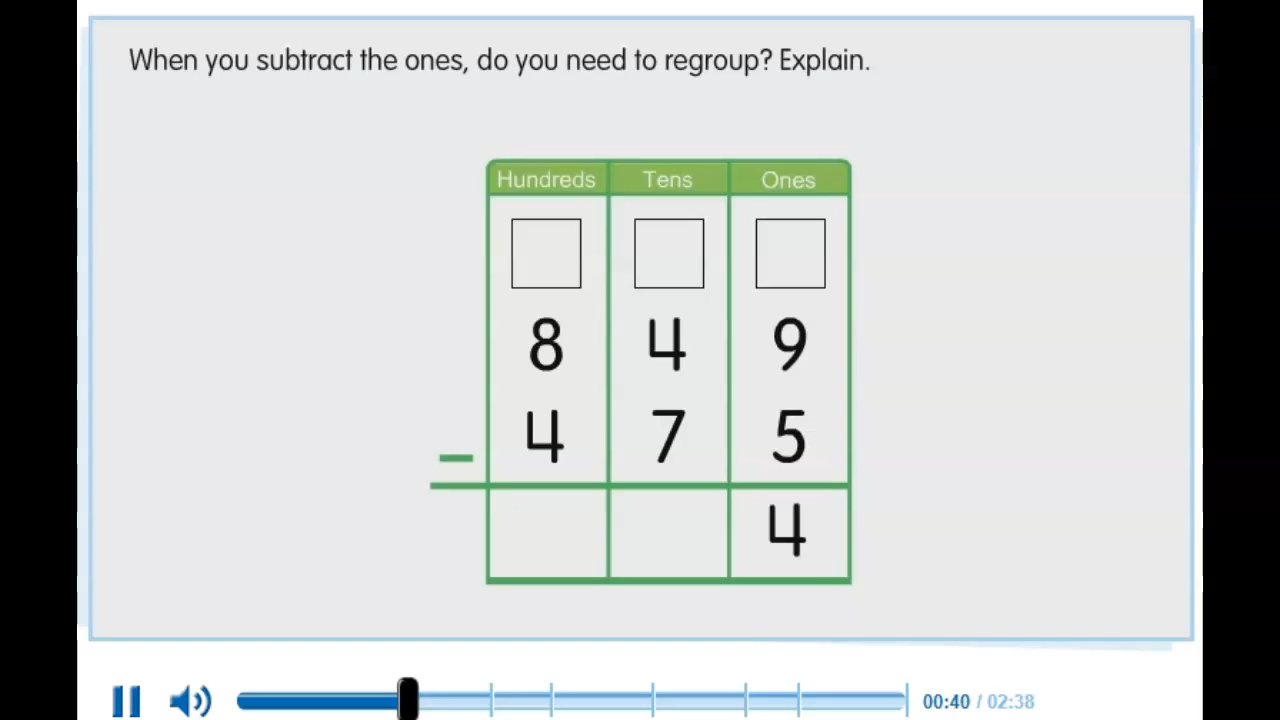 When you subtract the ones, do you need to regroup? Explain.
Hundreds Tens Ones
8 4 9
− 4 7 5
4
00:40 / 02:38